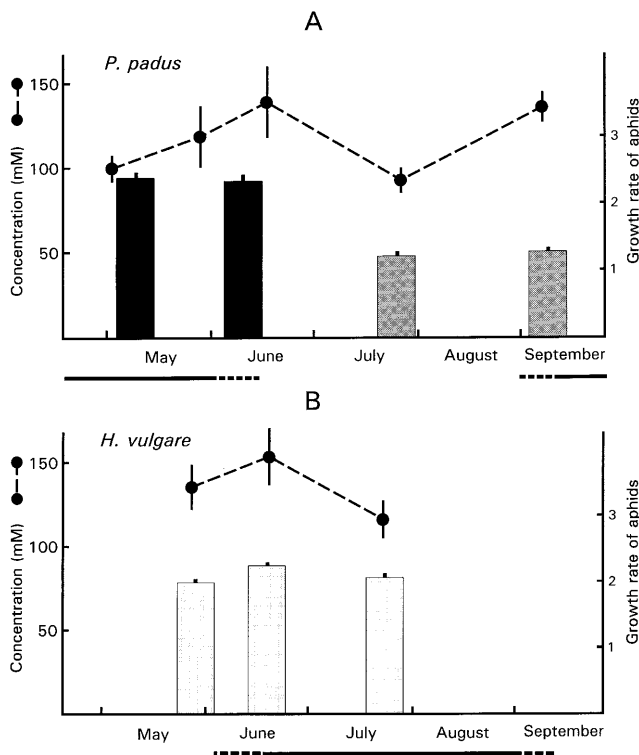 A
P. padus
Concentration (mM)
150
100
50
3
2
1
Growth rate of aphids
May June July August September
B
H. vulgare
Concentration (mM)
150
100
50
3
2
1
Growth rate of aphids
May June July August September